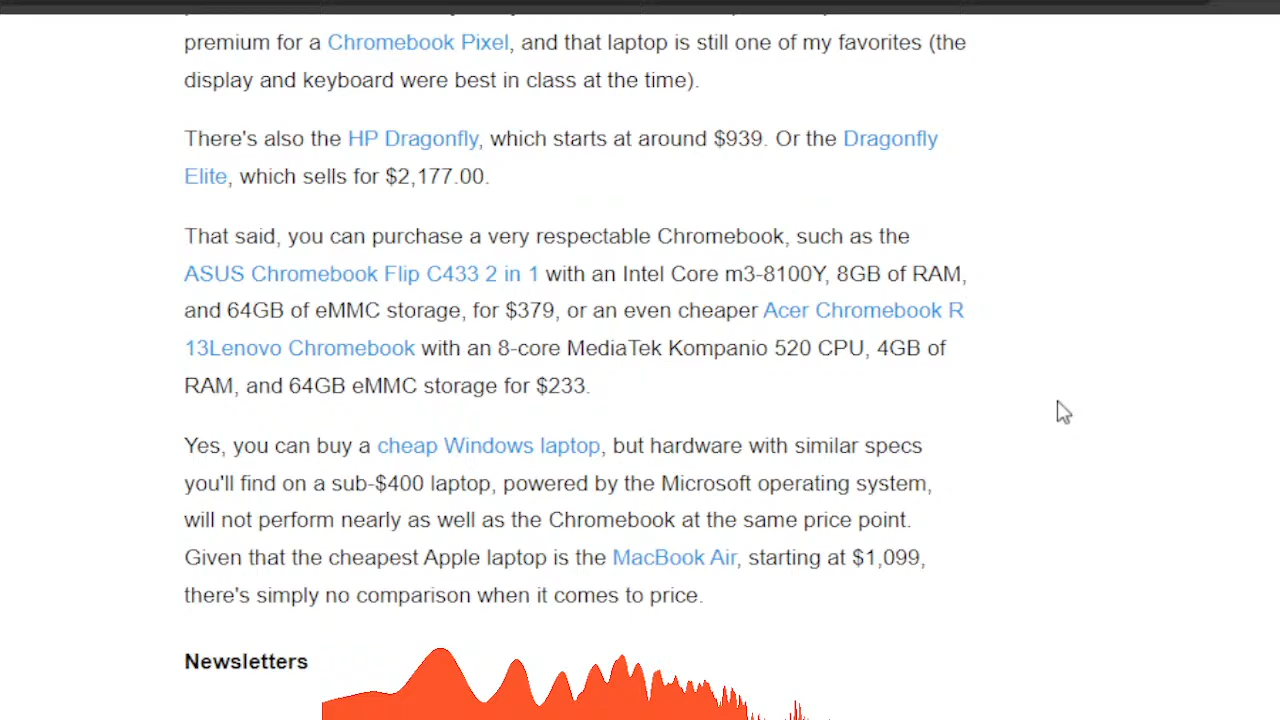 premium for a Chromebook Pixel, and that laptop is still one of my favorites (the
display and keyboard were best in class at the time).
There's also the HP Dragonfly, which starts at around $939. Or the Dragonfly
Elite, which sells for $2,177.00.
That said, you can purchase a very respectable Chromebook, such as the
ASUS Chromebook Flip C433 2 in 1 with an Intel Core m3-8100Y, 8GB of RAM,
and 64GB of eMMC storage, for $379, or an even cheaper Acer Chromebook R
13Lenovo Chromebook with an 8-core MediaTek Kompanio 520 CPU, 4GB of
RAM, and 64GB eMMC storage for $233.
Yes, you can buy a cheap Windows laptop, but hardware with similar specs
you'll find on a sub-$400 laptop, powered by the Microsoft operating system,
will not perform nearly as well as the Chromebook at the same price point.
Given that the cheapest Apple laptop is the MacBook Air, starting at $1,099,
there's simply no comparison when it comes to price.
Newsletters